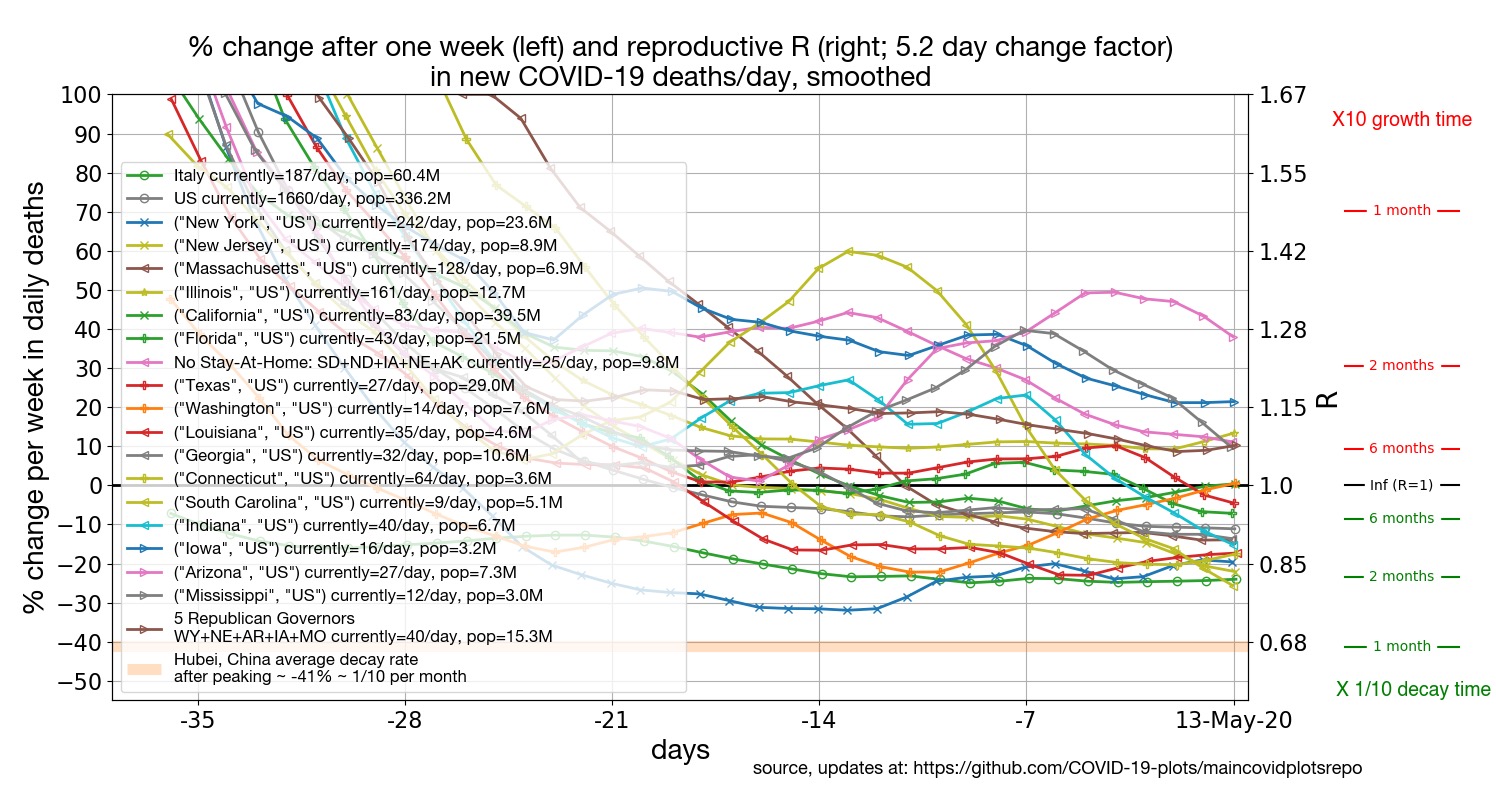 % change after one week (left) and reproductive R (right; 5.2 day change factor)
in new COVID-19 deaths/day, smoothed
% change per week in daily deaths
100
90
80
70
60
50
40
30
20
10
0
−10
−20
−30
−40
−50
Italy currently=187/day, pop=60.4M
US currently=1660/day, pop=336.2M
("New York", "US") currently=242/day, pop=23.6M
("New Jersey", "US") currently=174/day, pop=8.9M
("Massachusetts", "US") currently=128/day, pop=6.9M
("Illinois", "US") currently=161/day, pop=12.7M
("California", "US") currently=83/day, pop=39.5M
("Florida", "US") currently=43/day, pop=21.5M
No Stay-At-Home: SD+ND+IA+NE+AK currently=25/day, pop=9.8M
("Texas", "US") currently=27/day, pop=29.0M
("Washington", "US") currently=14/day, pop=7.6M
("Louisiana", "US") currently=35/day, pop=4.6M
("Georgia", "US") currently=32/day, pop=10.6M
("Connecticut", "US") currently=64/day, pop=3.6M
("South Carolina", "US") currently=9/day, pop=5.1M
("Indiana", "US") currently=40/day, pop=6.7M
("Iowa", "US") currently=16/day, pop=3.2M
("Arizona", "US") currently=27/day, pop=7.3M
("Mississippi", "US") currently=12/day, pop=3.0M
5 Republican Governors
WY+NE+AR+IA+MO currently=40/day, pop=15.3M
Hubei, China average decay rate
after peaking ~ -41% ~ 1/10 per month
1.67
1.55
1.42
1.28
1.15
1.0
0.85
0.68
R
X10 growth time
1 month
2 months
6 months
Inf (R=1)
6 months
2 months
1 month
X 1/10 decay time
-35
-28
-21
-14
-7
13-May-20
days
source, updates at: https://github.com/COVID-19-plots/maincovidplotsrepo